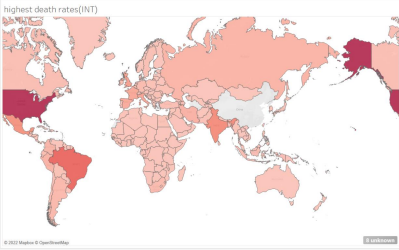 highest death rates(INT)
© 2022 Mapbox © OpenStreetMap
8 unknown